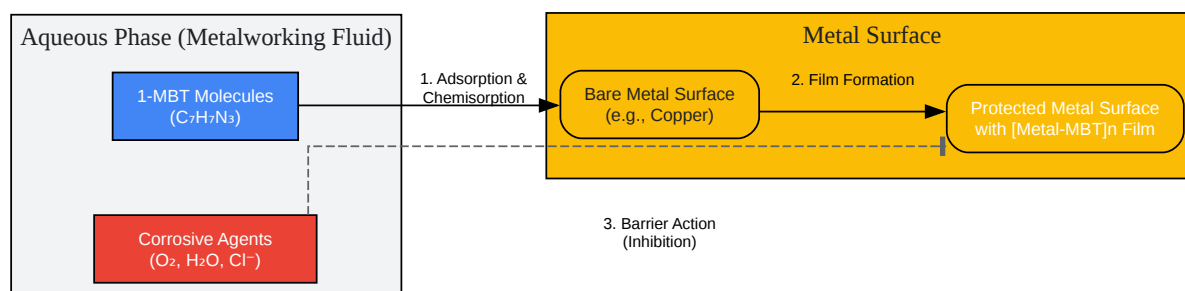 Aqueous Phase (Metalworking Fluid)
1-MBT Molecules
(C₇H₇N₃)
Corrosive Agents
(O₂, H₂O, Cl⁻)
1. Adsorption &
Chemisorption
Metal Surface
Bare Metal Surface
(e.g., Copper)
2. Film Formation
Protected Metal Surface
with [Metal-MBT]n Film
3. Barrier Action
(Inhibition)